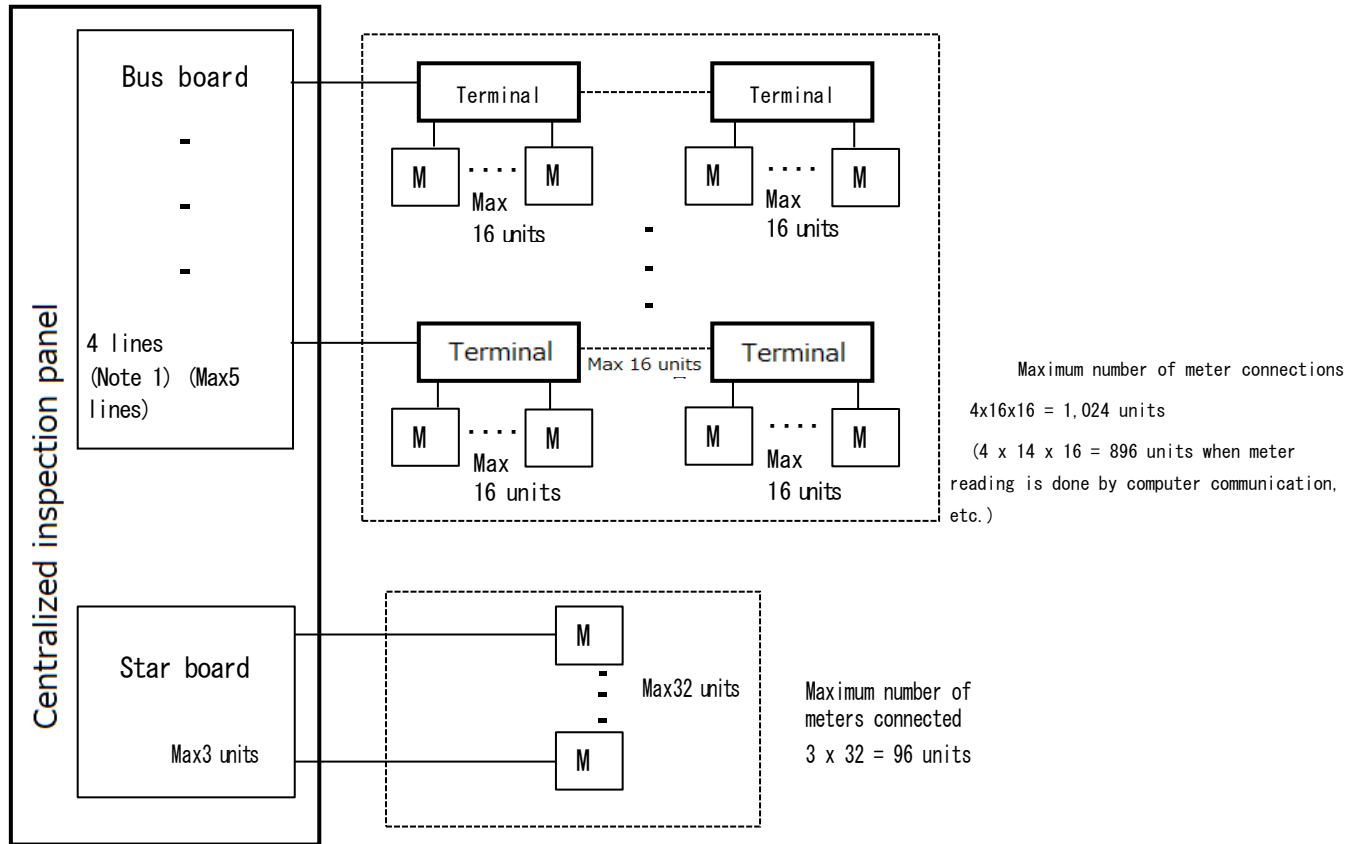 Centralized inspection panel
Bus board
4 lines
(Note 1) (Max5
lines)
Terminal
Terminal
M
....
M
Max
16 units
M
....
M
Max
16 units
Terminal
Max 16 units
Terminal
M
....
M
Max
16 units
M
....
M
Max
16 units
Maximum number of meter connections
4x16x16 = 1,024 units
(4 x 14 x 16 = 896 units when meter
reading is done by computer communication,
etc.)
Star board
Max3 units
M
Max32 units
M
Maximum number of
meters connected
3 x 32 = 96 units